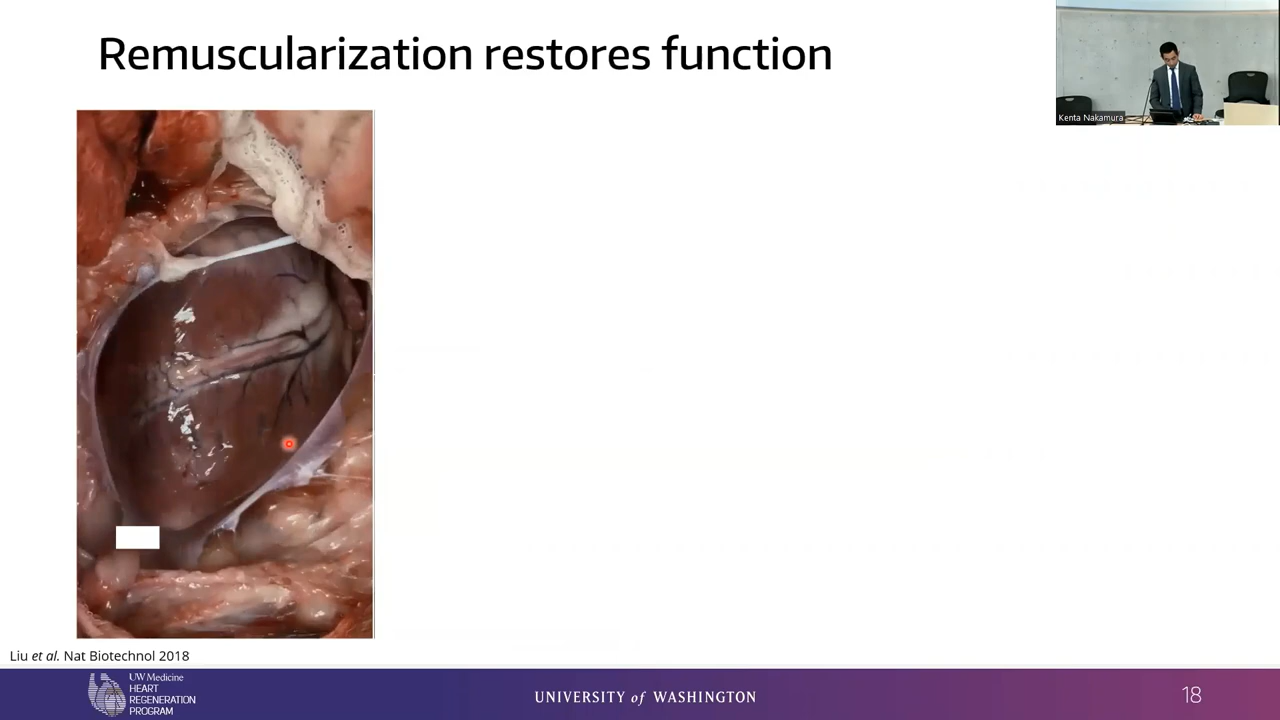 Remuscularization restores function
Kenta Nakamura
Liu et al. Nat Biotechnol 2018
UW Medicine
HEART
REGENERATION
PROGRAM
UNIVERSITY of WASHINGTON
18